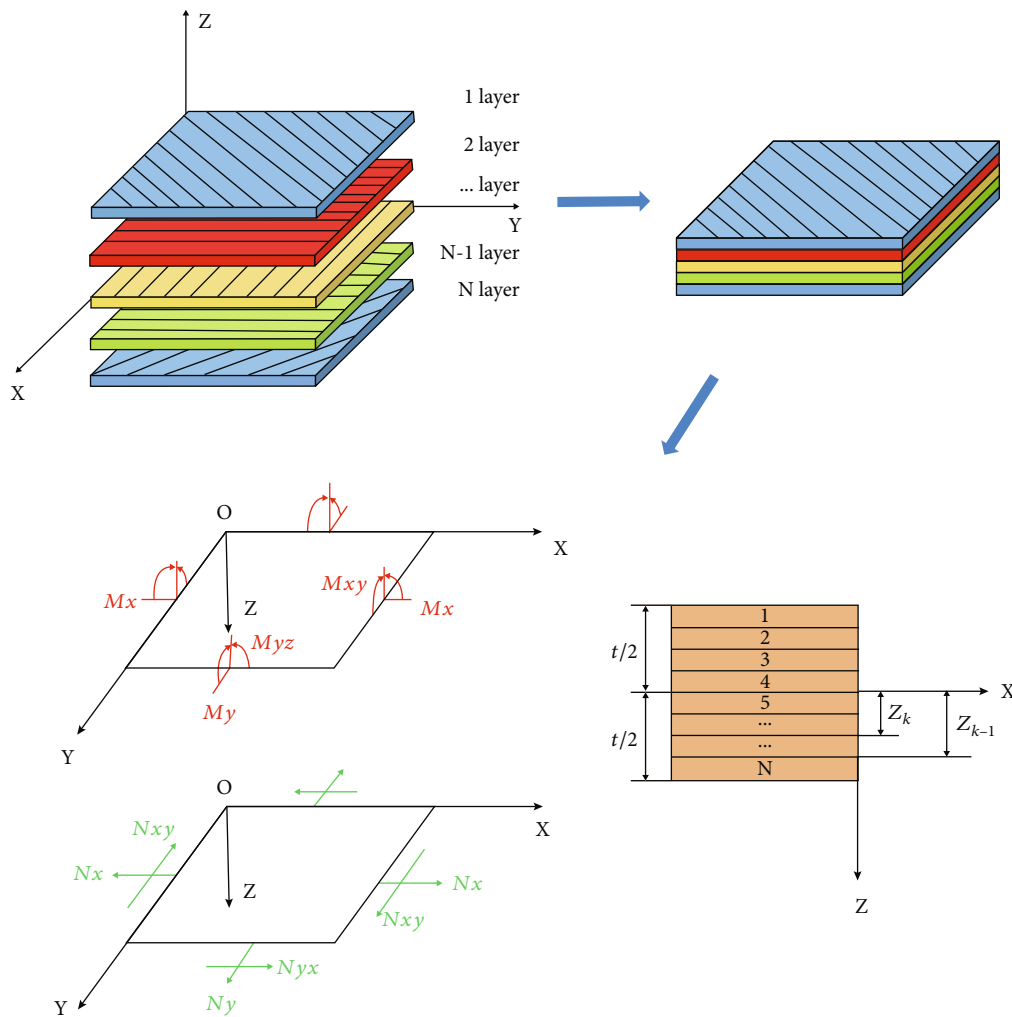 Z
1 layer
2 layer
... layer
Y
N-1 layer
N layer
X
O
X
Mx
Mxy
Mx
Z
Myz
My
Y
t/2
t/2
1
2
3
4
5
...
...
N
X
Z_k
Z_{k-1}
Z
O
X
Nxy
Nx
Z
Nx
Nxy
Nyx
Ny
Y